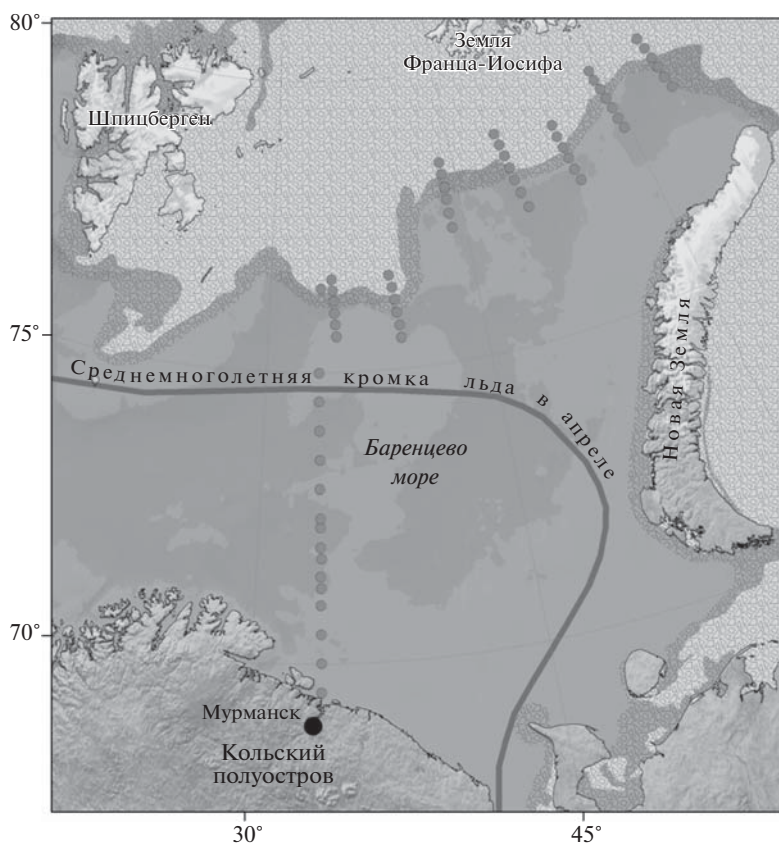 80°
Земля
Франца-Иосифа
Шпицберген
75°
Среднемноголетняя кромка льда в апреле
Новая Земля
Баренцево
море
70°
Мурманск
Кольский
полуостров
30°
45°